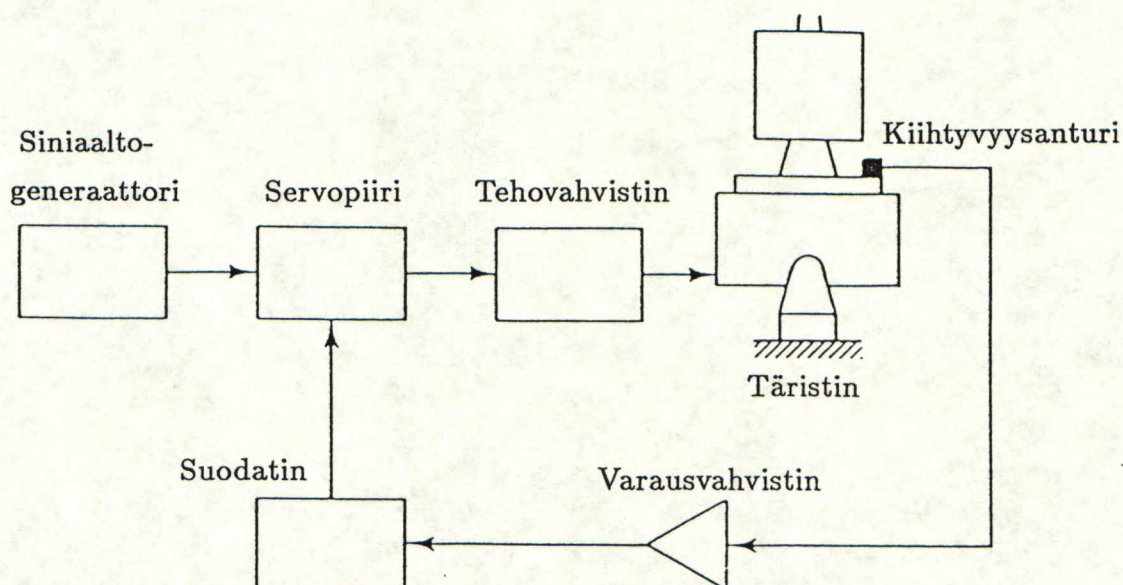 Siniaalto-
generaattori
Servopiiri
Tehovahvistin
Kiihtyvyysanturi
Täristin
Suodatin
Varausvahvistin